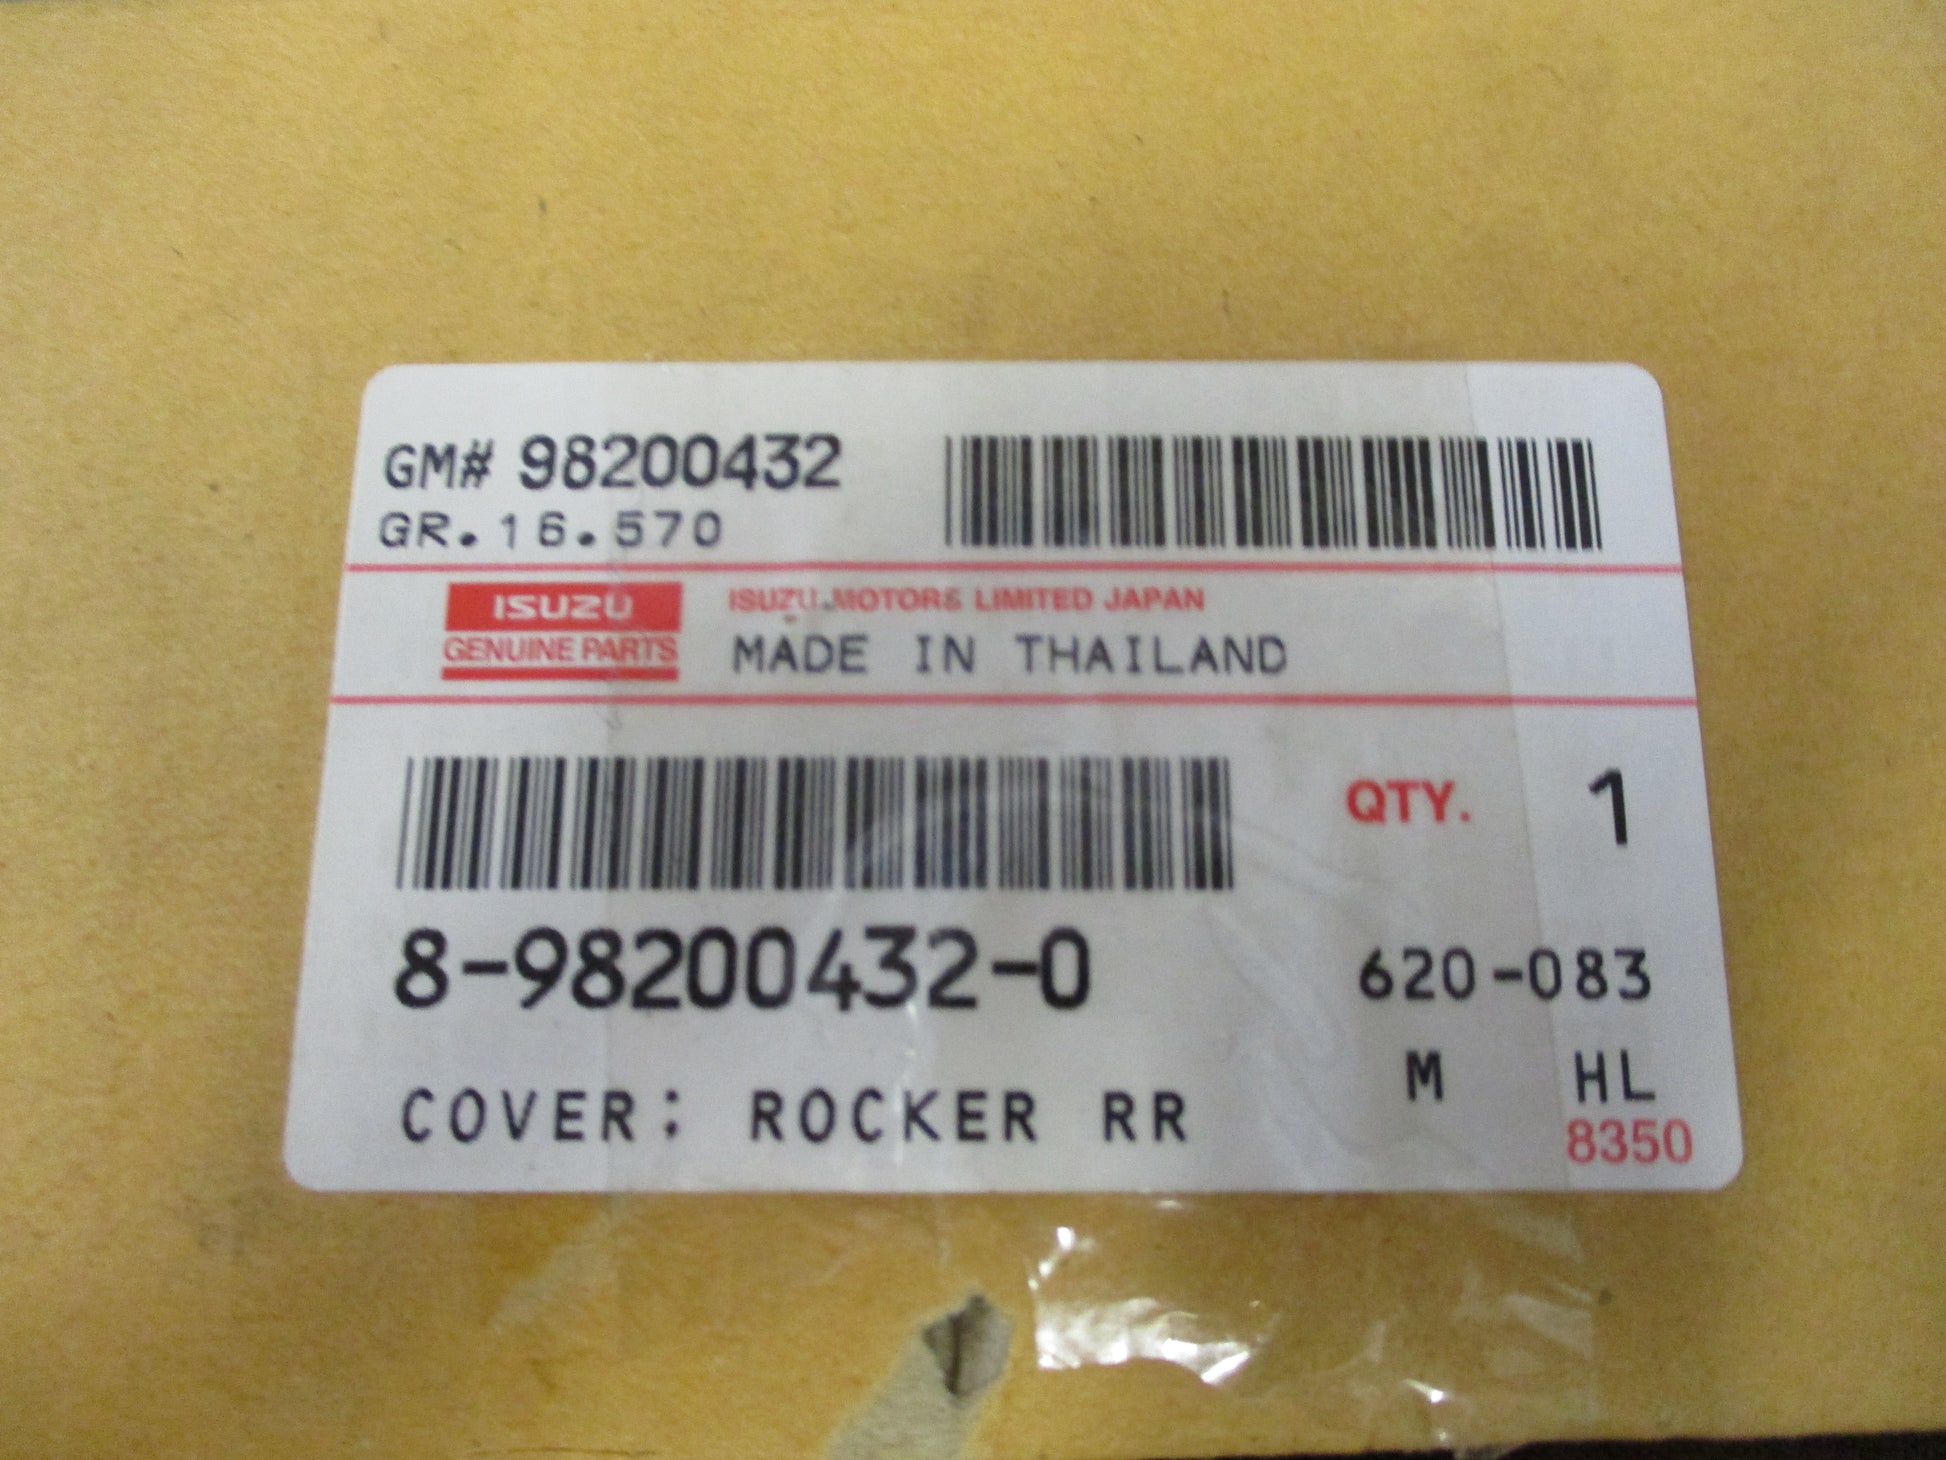 GM# 98200432
GR.16.570
ISUZU
GENUINE PARTS
ISUZU MOTORS LIMITED JAPAN
MADE IN THAILAND
QTY. 1
8-98200432-0
620-083
M HL
COVER: ROCKER RR
8350